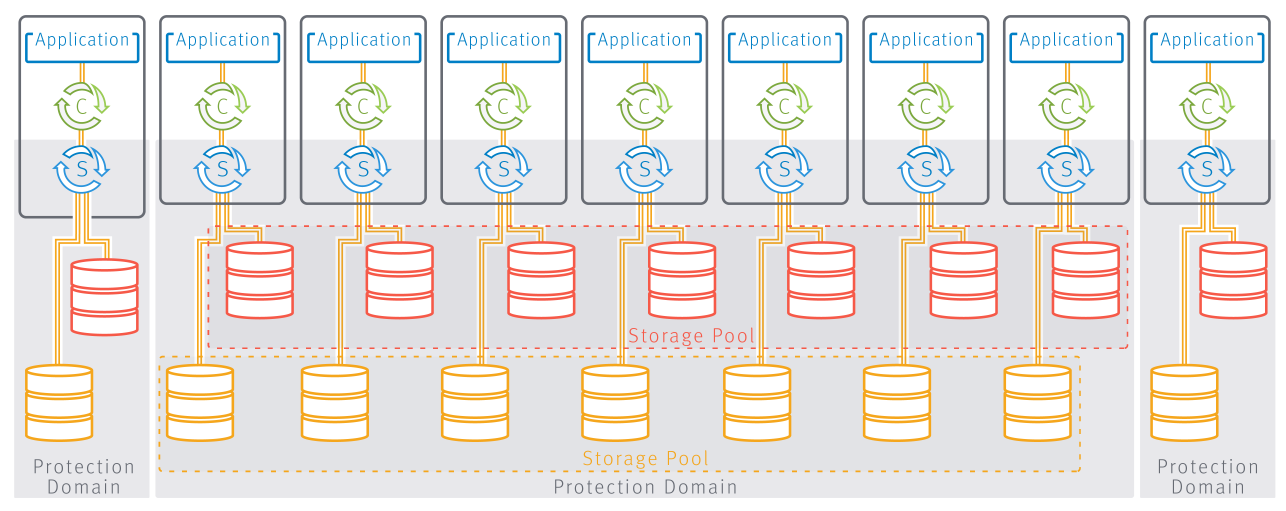 Application Application Application Application Application Application Application Application Application
C C C C C C C C C
S S S S S S S S S
Storage Pool
Storage Pool
Protection
Domain
Protection Domain
Protection
Domain